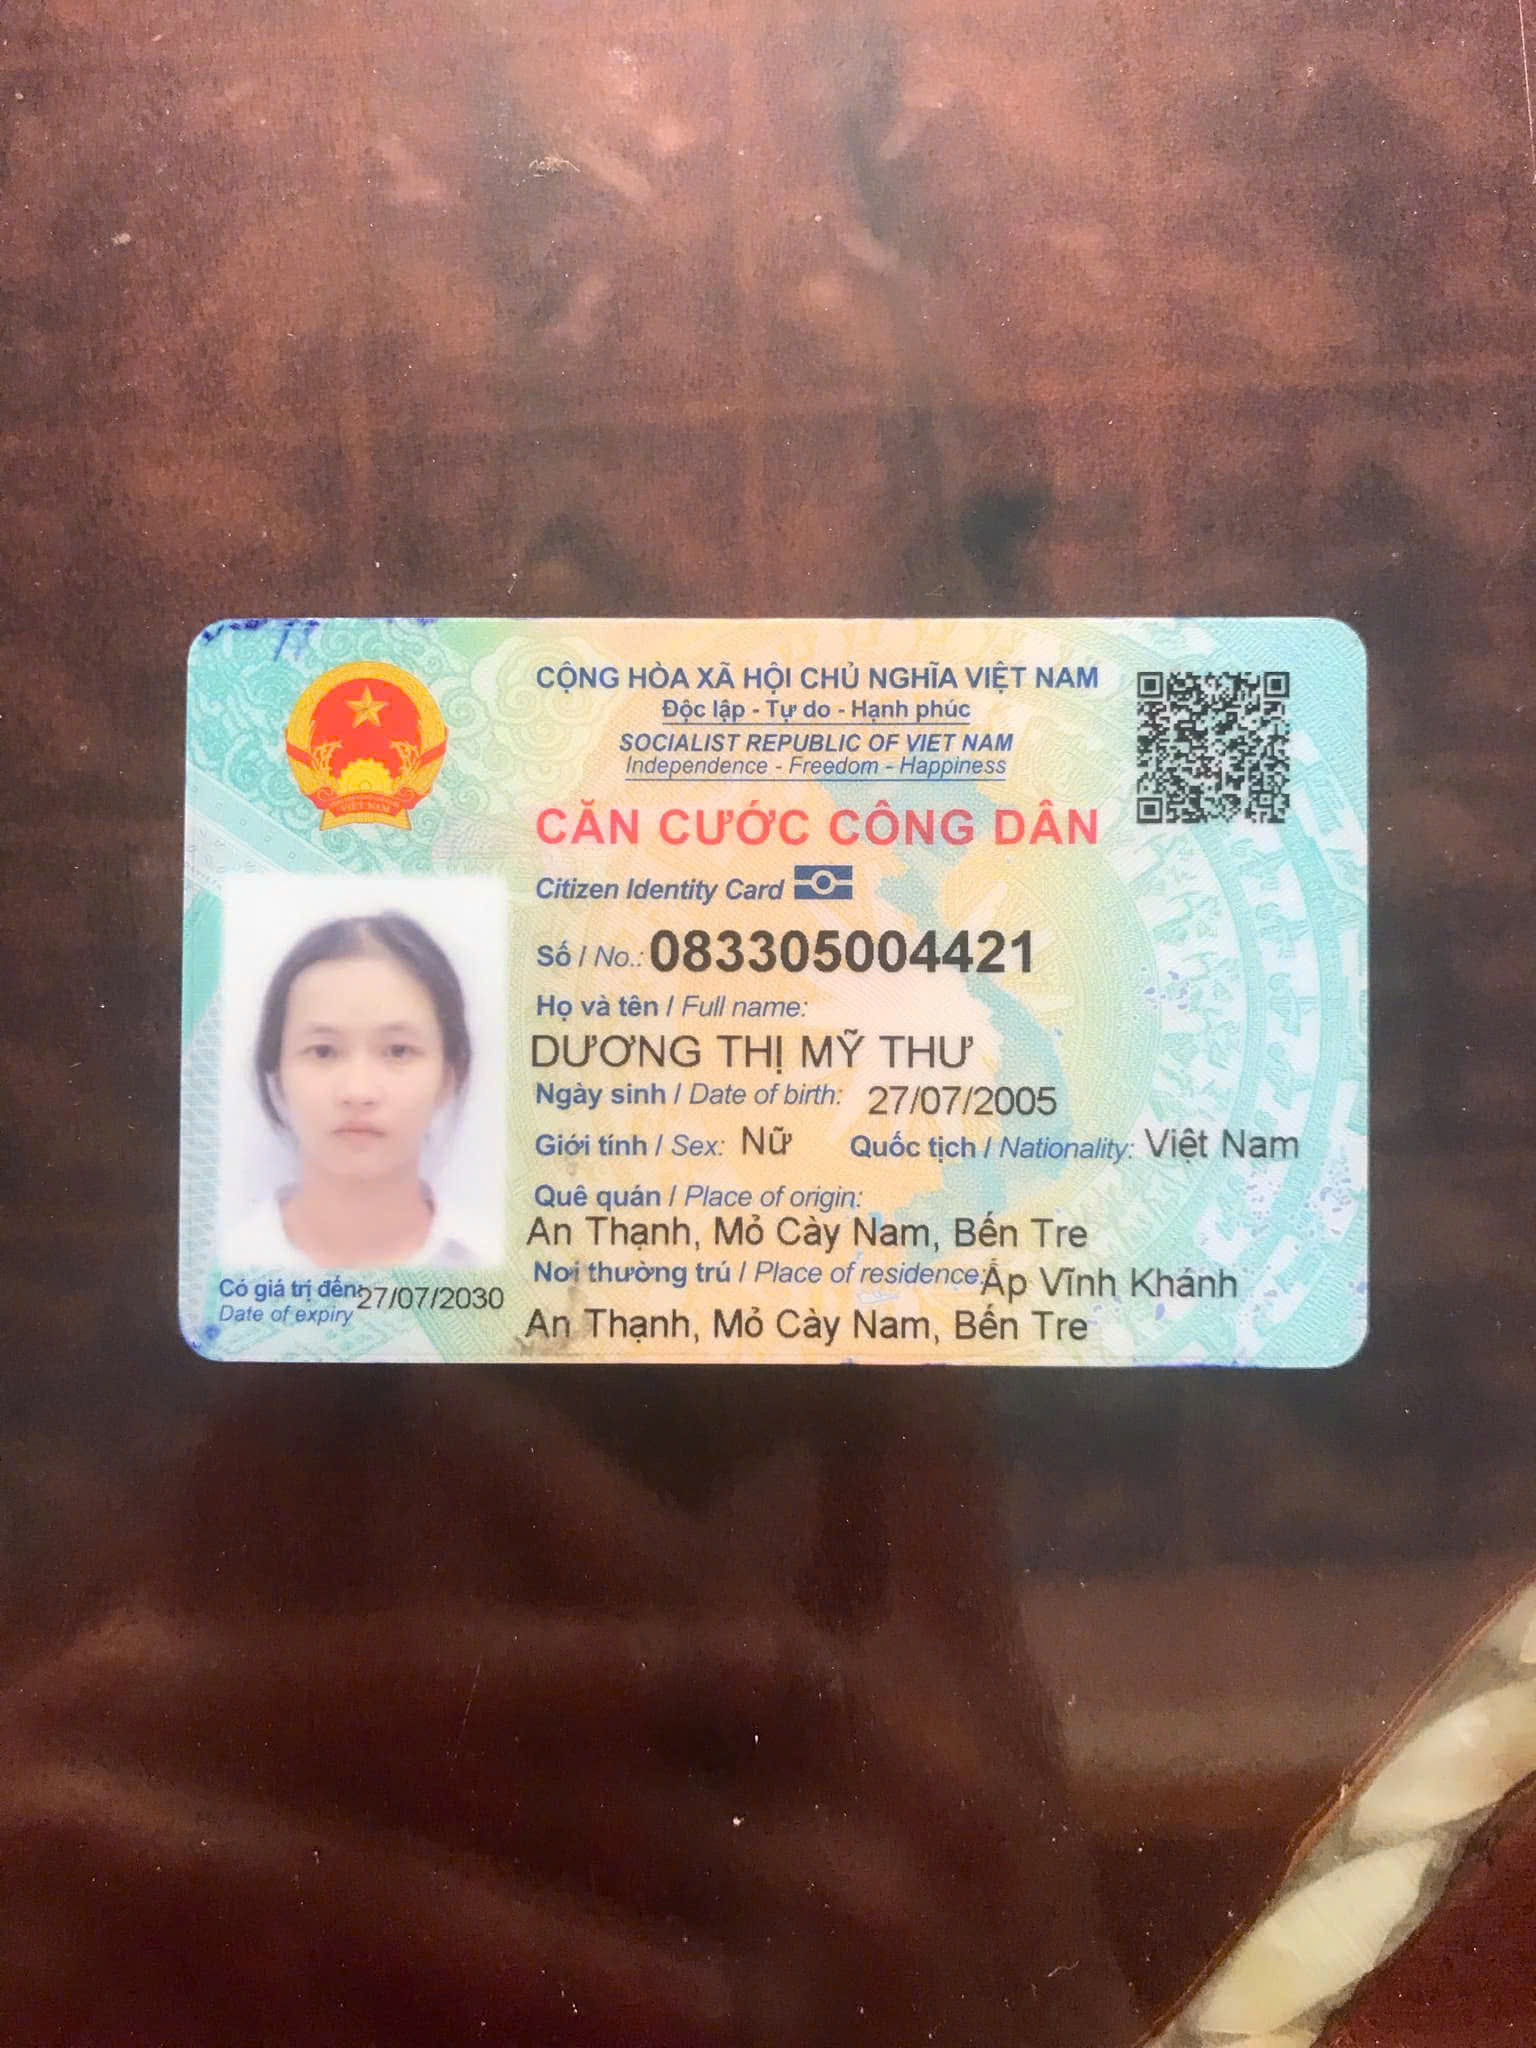 CỘNG HÒA XÃ HỘI CHỦ NGHĨA VIỆT NAM
Độc lập - Tự do - Hạnh phúc
SOCIALIST REPUBLIC OF VIET NAM
Independence - Freedom - Happiness
CĂN CƯỚC CÔNG DÂN
Citizen Identity Card
Số / No.: 083305004421
Họ và tên / Full name:
DƯƠNG THỊ MỸ THƯ
Ngày sinh / Date of birth: 27/07/2005
Giới tính / Sex: Nữ Quốc tịch / Nationality: Việt Nam
Quê quán / Place of origin:
An Thạnh, Mỏ Cày Nam, Bến Tre
Nơi thường trú / Place of residence: Ấp Vĩnh Khánh
An Thạnh, Mỏ Cày Nam, Bến Tre
Có giá trị đến: 27/07/2030
Date of expiry
VIỆT NAM